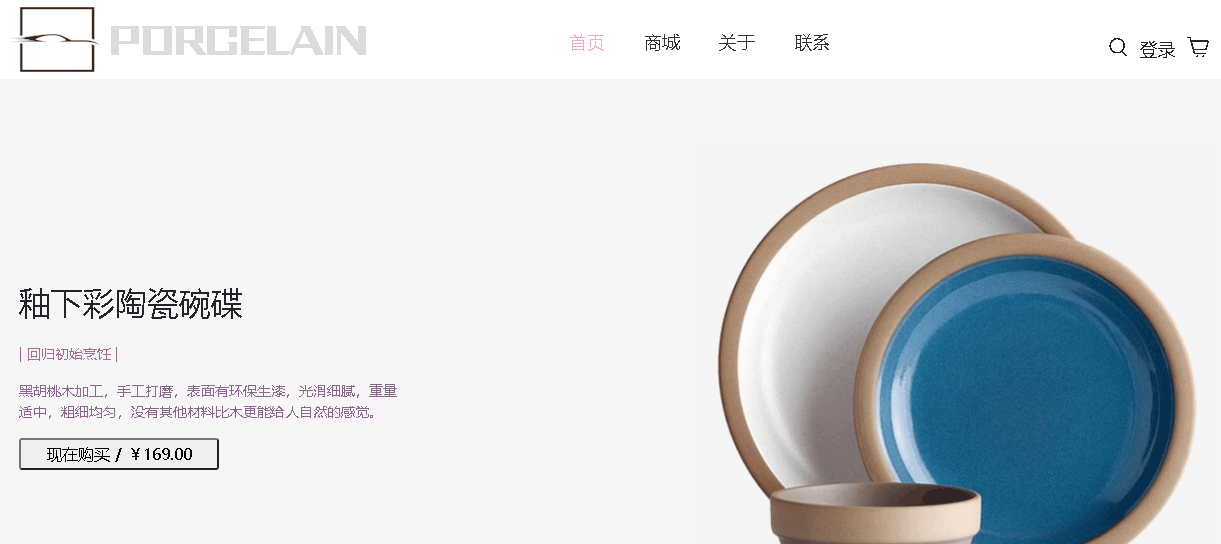 PORCELAIN
首页 商城 关于 联系
登录
釉下彩陶瓷碗碟
| 回归初始烹饪 |
黑胡桃木加工，手工打磨，表面有环保生漆，光滑细腻，重量
适中，粗细均匀，没有其他材料比木更能给人自然的感觉。
现在购买 / ￥169.00